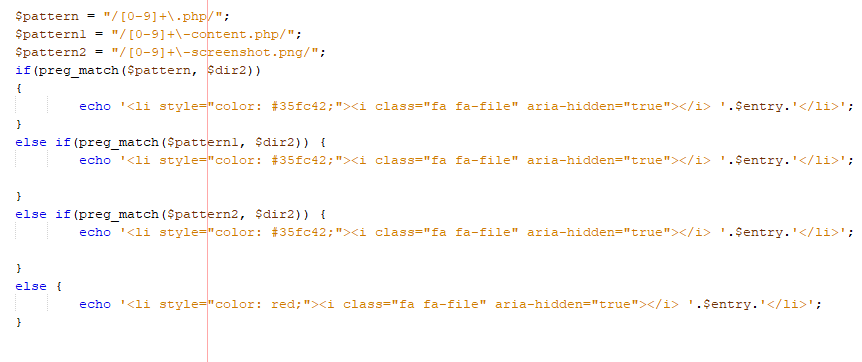 $pattern = "/[0-9]+\.php/";
$pattern1 = "/[0-9]+\-content.php/";
$pattern2 = "/[0-9]+\-screenshot.png/";
if(preg_match($pattern, $dir2))
{
echo '<li style="color: #35fc42;"><i class="fa fa-file" aria-hidden="true"></i> '.$entry.'</li>';
}
else if(preg_match($pattern1, $dir2)) {
echo '<li style="color: #35fc42;"><i class="fa fa-file" aria-hidden="true"></i> '.$entry.'</li>';
}
else if(preg_match($pattern2, $dir2)) {
echo '<li style="color: #35fc42;"><i class="fa fa-file" aria-hidden="true"></i> '.$entry.'</li>';
}
else {
echo '<li style="color: red;"><i class="fa fa-file" aria-hidden="true"></i> '.$entry.'</li>';
}